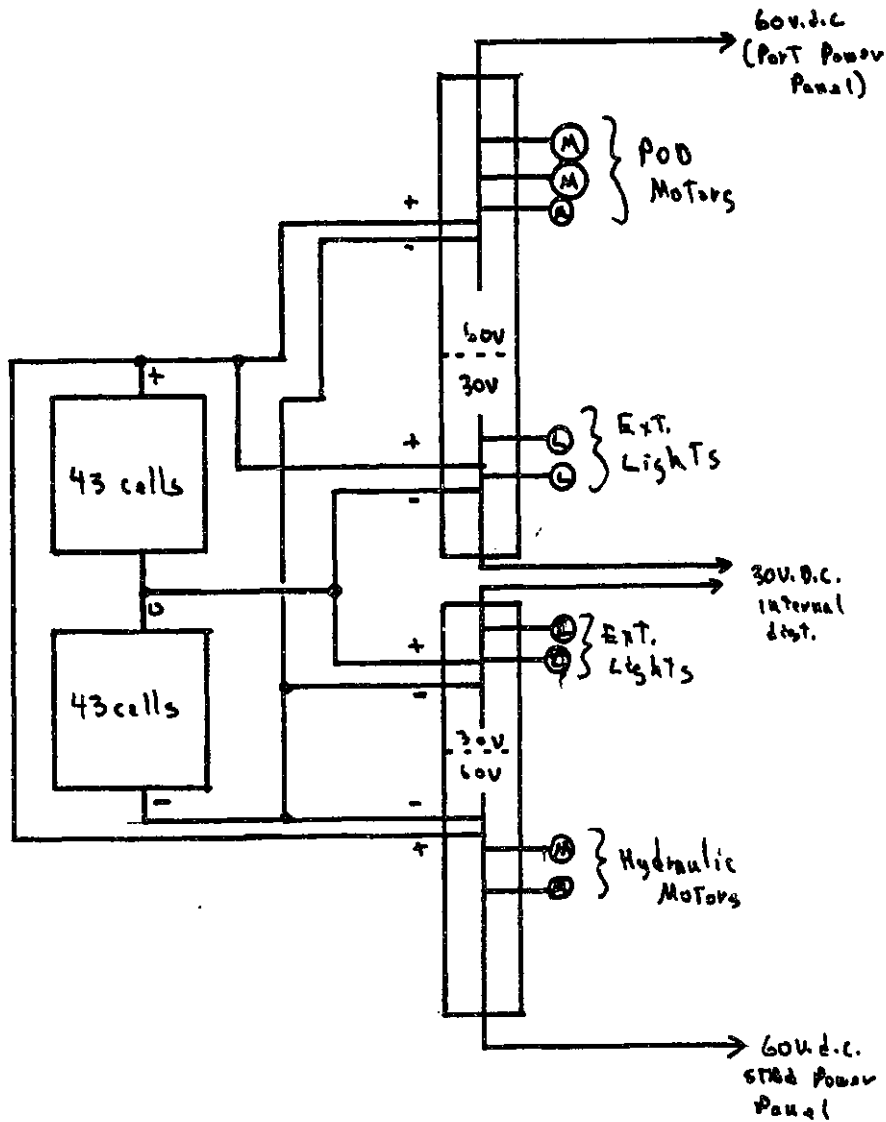 60v.d.c
(Port Power
Panel)
M
M
POD
Motors
+
-
60V
30V
+
+
-
L
L
Ext.
Lights
43 cells
30V.D.C.
internal
dist.
Ext.
Lights
+
-
43 cells
30V
60V
-
-
+
M
Hydraulic
Motors
60v.d.c.
STBd Power
Panel